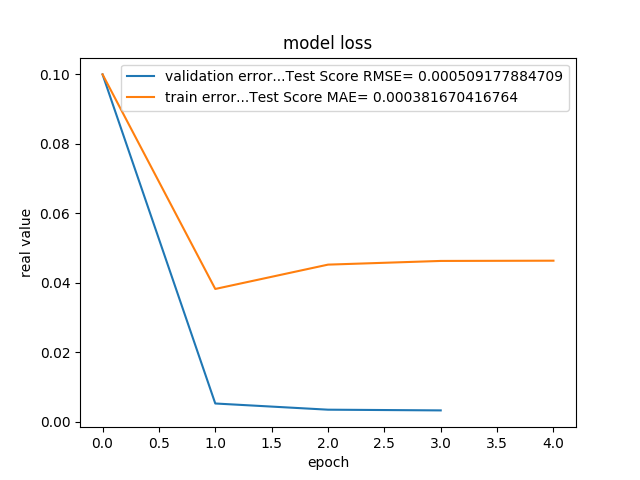 model loss
validation error...Test Score RMSE= 0.000509177884709
train error...Test Score MAE= 0.000381670416764
0.10
0.08
0.06
0.04
0.02
0.00
real value
0.0 0.5 1.0 1.5 2.0 2.5 3.0 3.5 4.0
epoch